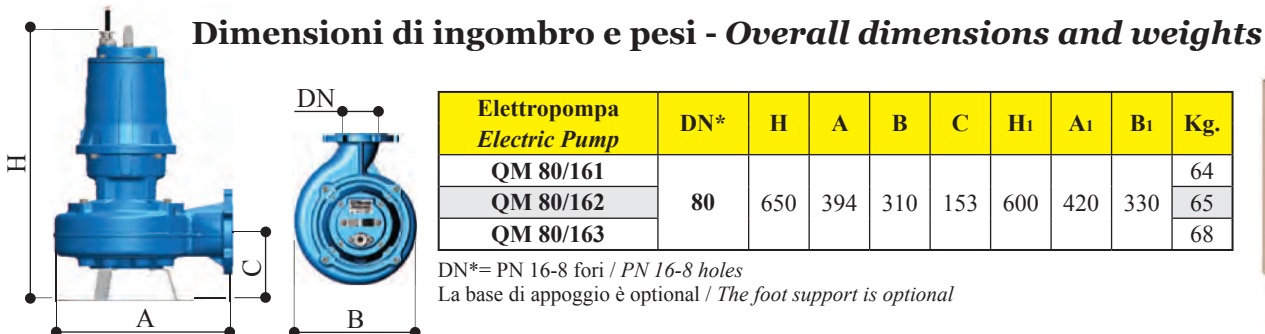 Dimensioni di ingombro e pesi - Overall dimensions and weights
H
C
A
DN
B
Elettropompa
Electric Pump
DN* H A B C H1 A1 B1 Kg.
QM 80/161 64
QM 80/162 80 650 394 310 153 600 420 330 65
QM 80/163 68
DN*= PN 16-8 fori / PN 16-8 holes
La base di appoggio è optional / The foot support is optional